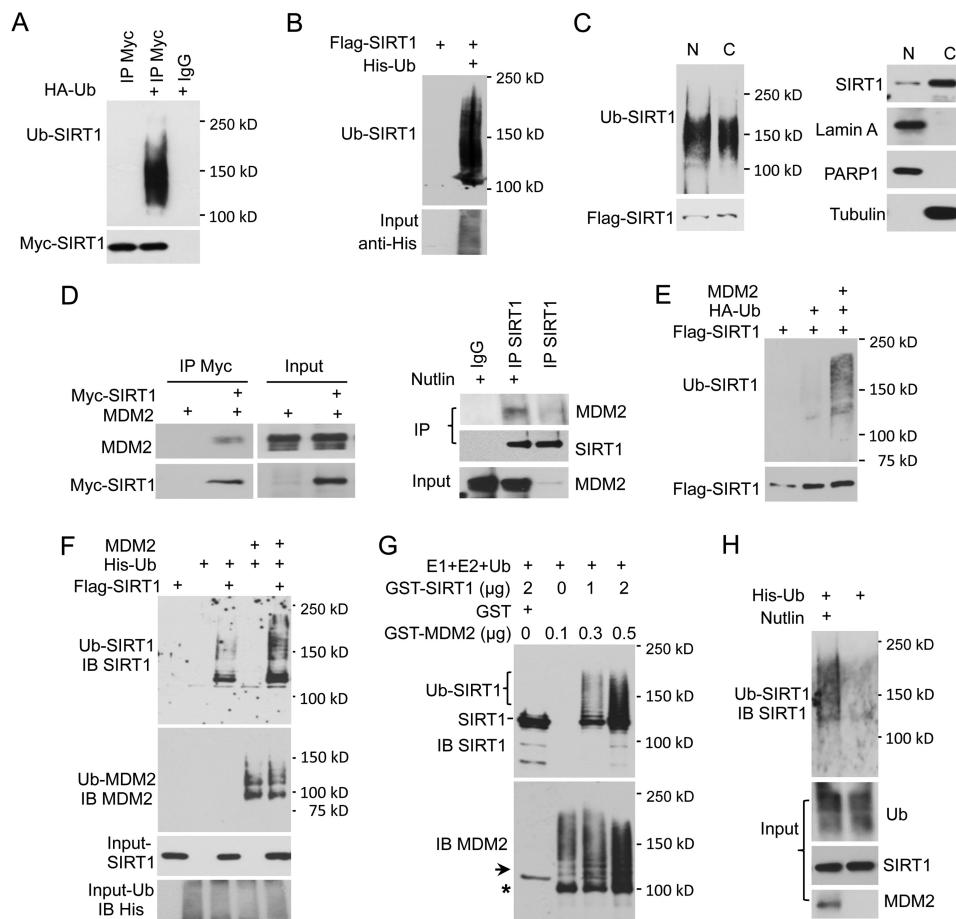 A
IP Myc
IP Myc
IgG
HA-Ub + +
Ub-SIRT1
250 kD
150 kD
100 kD
Myc-SIRT1
B
Flag-SIRT1 + +
His-Ub +
250 kD
Ub-SIRT1
150 kD
100 kD
Input
anti-His
C
N C
Ub-SIRT1
250 kD
150 kD
100 kD
Flag-SIRT1
N C
SIRT1
Lamin A
PARP1
Tubulin
D
IP Myc Input
Myc-SIRT1 + +
MDM2 + + + +
MDM2
Myc-SIRT1
IgG
IP SIRT1
IP SIRT1
Nutlin + +
IP
MDM2
SIRT1
Input MDM2
E
MDM2 +
HA-Ub + +
Flag-SIRT1 + + +
250 kD
Ub-SIRT1
150 kD
100 kD
75 kD
Flag-SIRT1
F
MDM2 + +
His-Ub + + + +
Flag-SIRT1 + + +
250 kD
Ub-SIRT1
IB SIRT1
150 kD
100 kD
150 kD
Ub-MDM2
IB MDM2
100 kD
75 kD
Input-
SIRT1
Input-Ub
IB His
G
E1+E2+Ub + + + +
GST-SIRT1 (µg) 2 0 1 2
GST +
GST-MDM2 (µg) 0 0.1 0.3 0.5
250 kD
Ub-SIRT1
150 kD
SIRT1
IB SIRT1
100 kD
250 kD
IB MDM2
150 kD
*
100 kD
H
His-Ub + +
Nutlin +
250 kD
Ub-SIRT1
IB SIRT1
150 kD
100 kD
Input
Ub
SIRT1
MDM2